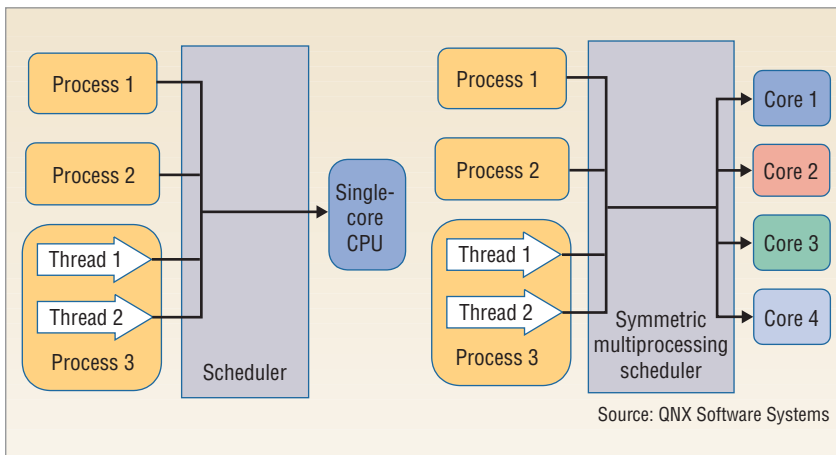 Process 1
Process 2
Thread 1
Thread 2
Process 3
Scheduler
Single-
core
CPU
Process 1
Process 2
Thread 1
Thread 2
Process 3
Symmetric
multiprocessing
scheduler
Core 1
Core 2
Core 3
Core 4
Source: QNX Software Systems